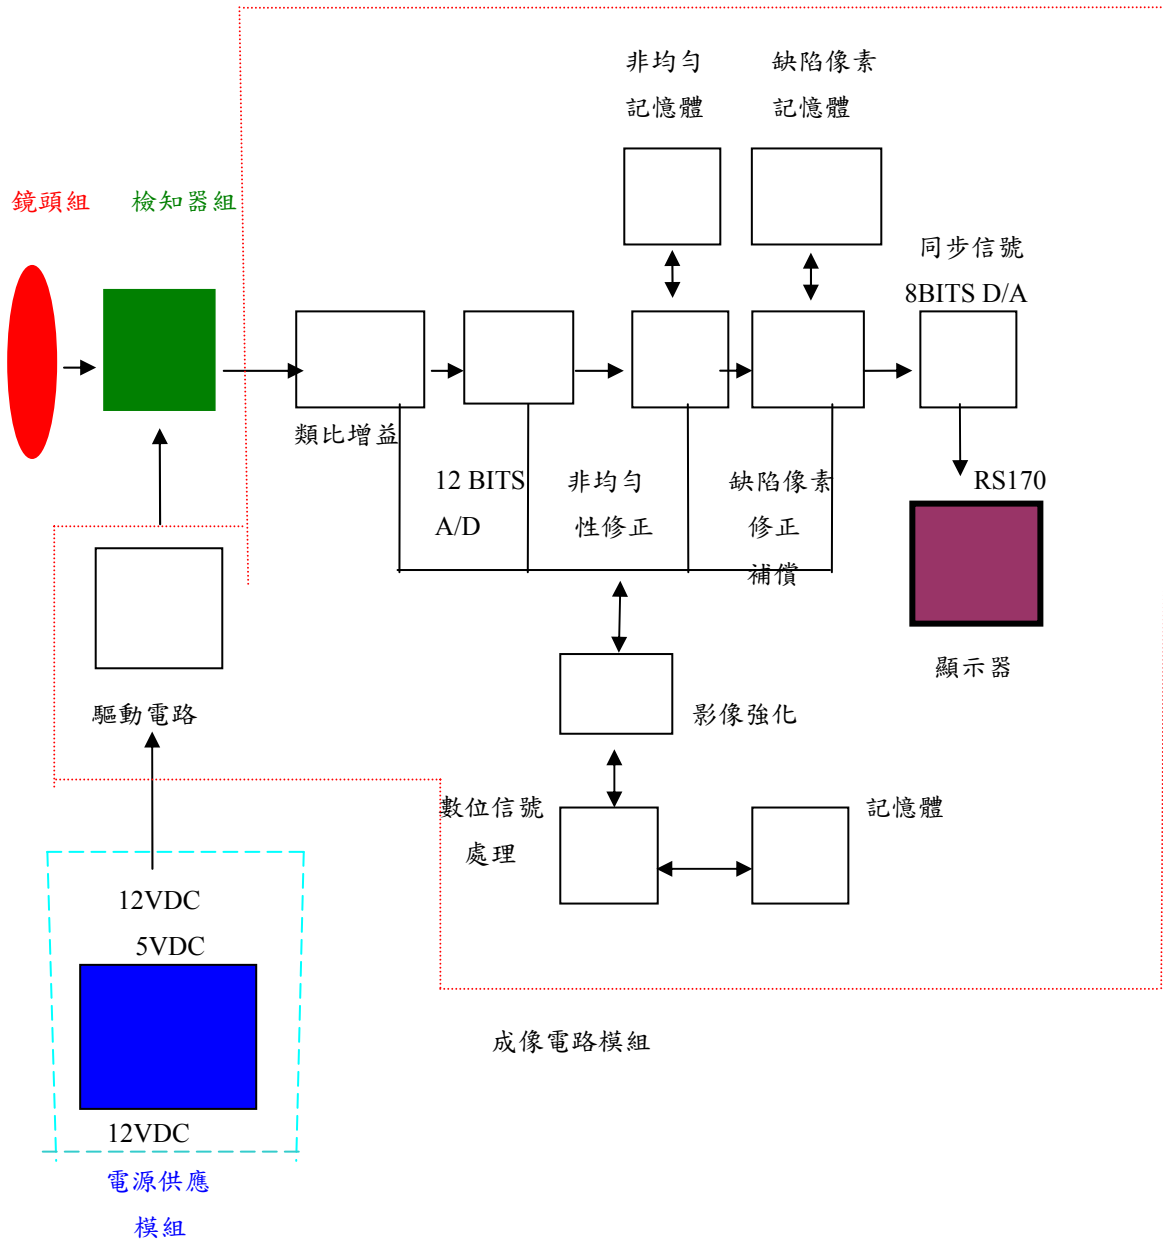 非均勻
記憶體
缺陷像素
記憶體
鏡頭組
檢知器組
同步信號
8BITS D/A
類比增益
12 BITS
A/D
非均勻
性修正
缺陷像素
修正
補償
RS170
顯示器
驅動電路
影像強化
數位信號
處理
記憶體
12VDC
5VDC
12VDC
成像電路模組
電源供應
模組